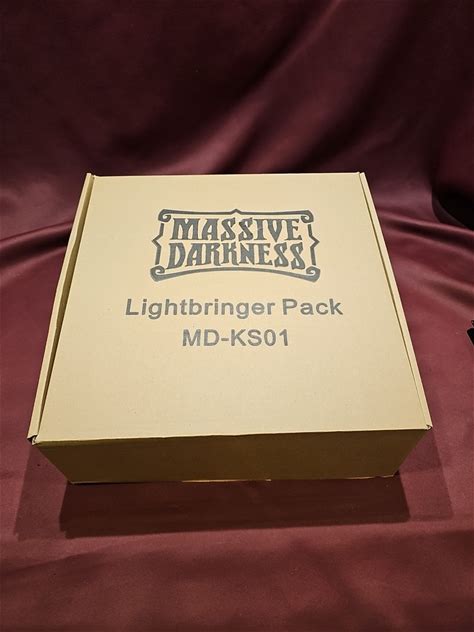 MASSIVE
DARKNESS
Lightbringer Pack
MD-KS01